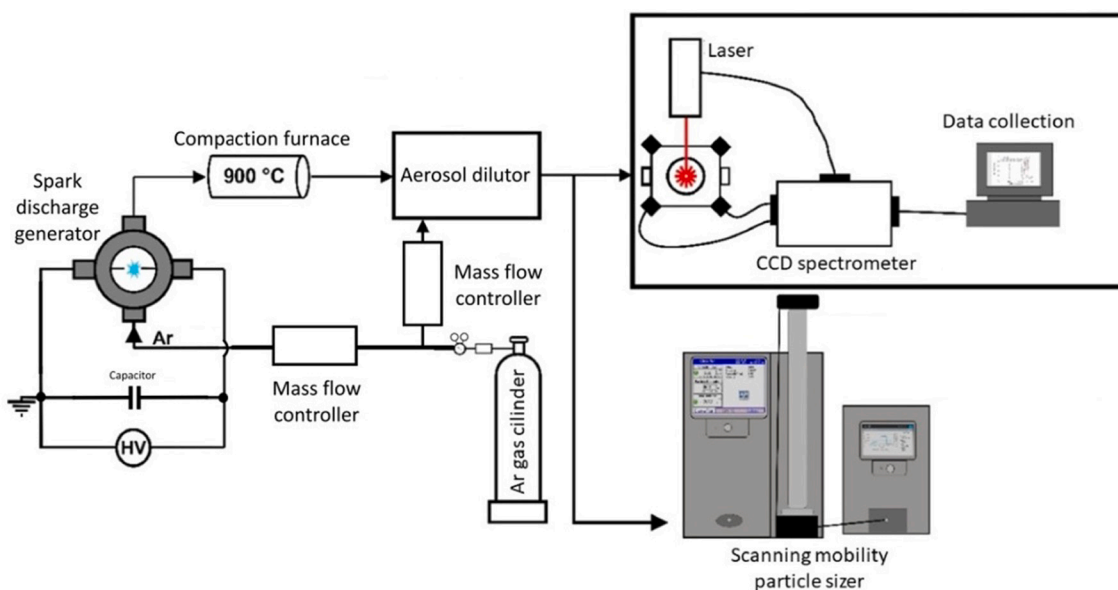 Laser
Data collection
CCD spectrometer
Compaction furnace
900 °C
Aerosol dilutor
Spark
discharge
generator
Mass flow
controller
Ar
Mass flow
controller
Capacitor
HV
Ar gas cilinder
Scanning mobility
particle sizer